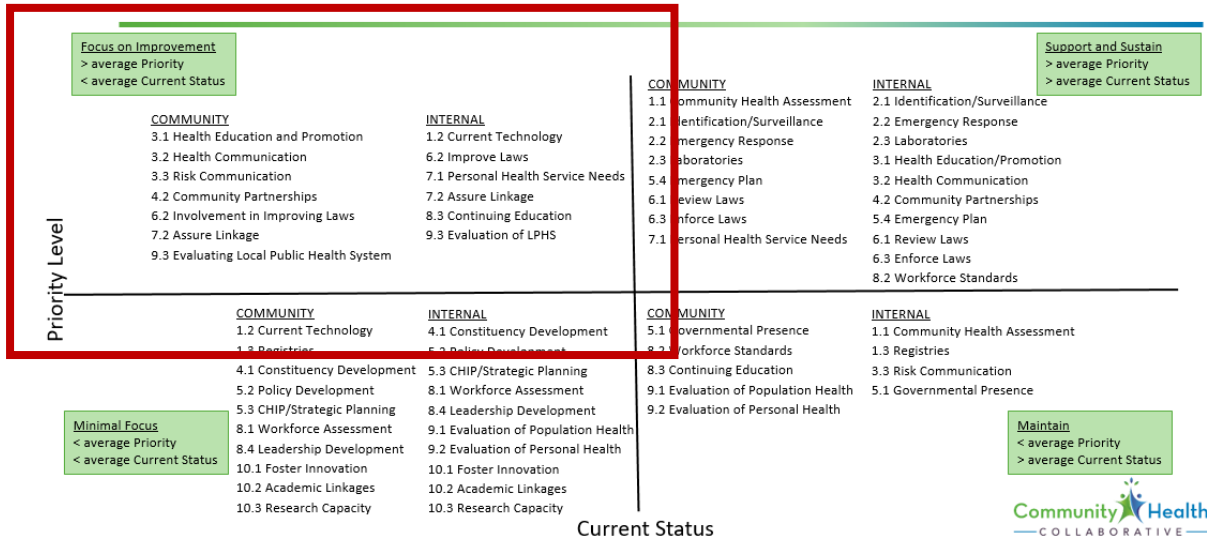 Focus on Improvement
> average Priority
< average Current Status
COMMUNITY
3.1 Health Education and Promotion
3.2 Health Communication
3.3 Risk Communication
4.2 Community Partnerships
6.2 Involvement in Improving Laws
7.2 Assure Linkage
9.3 Evaluating Local Public Health System
INTERNAL
1.2 Current Technology
6.2 Improve Laws
7.1 Personal Health Service Needs
7.2 Assure Linkage
8.3 Continuing Education
9.3 Evaluation of LPHS
Support and Sustain
> average Priority
> average Current Status
COMMUNITY
1.1 Community Health Assessment
2.1 Identification/Surveillance
2.2 Emergency Response
2.3 Laboratories
5.4 Emergency Plan
6.1 Review Laws
6.3 Enforce Laws
7.1 Personal Health Service Needs
INTERNAL
2.1 Identification/Surveillance
2.2 Emergency Response
2.3 Laboratories
3.1 Health Education/Promotion
3.2 Health Communication
4.2 Community Partnerships
5.4 Emergency Plan
6.1 Review Laws
6.3 Enforce Laws
8.2 Workforce Standards
Priority Level
Minimal Focus
< average Priority
< average Current Status
COMMUNITY
1.2 Current Technology
1.3 Registries
4.1 Constituency Development
5.2 Policy Development
5.3 CHIP/Strategic Planning
8.1 Workforce Assessment
8.4 Leadership Development
10.1 Foster Innovation
10.2 Academic Linkages
10.3 Research Capacity
INTERNAL
4.1 Constituency Development
5.2 Policy Development
5.3 CHIP/Strategic Planning
8.1 Workforce Assessment
8.4 Leadership Development
9.1 Evaluation of Population Health
9.2 Evaluation of Personal Health
10.1 Foster Innovation
10.2 Academic Linkages
10.3 Research Capacity
COMMUNITY
5.1 Governmental Presence
8.2 Workforce Standards
8.3 Continuing Education
9.1 Evaluation of Population Health
9.2 Evaluation of Personal Health
INTERNAL
1.1 Community Health Assessment
1.3 Registries
3.3 Risk Communication
5.1 Governmental Presence
Maintain
< average Priority
> average Current Status
Current Status
Community Health
COLLABORATIVE